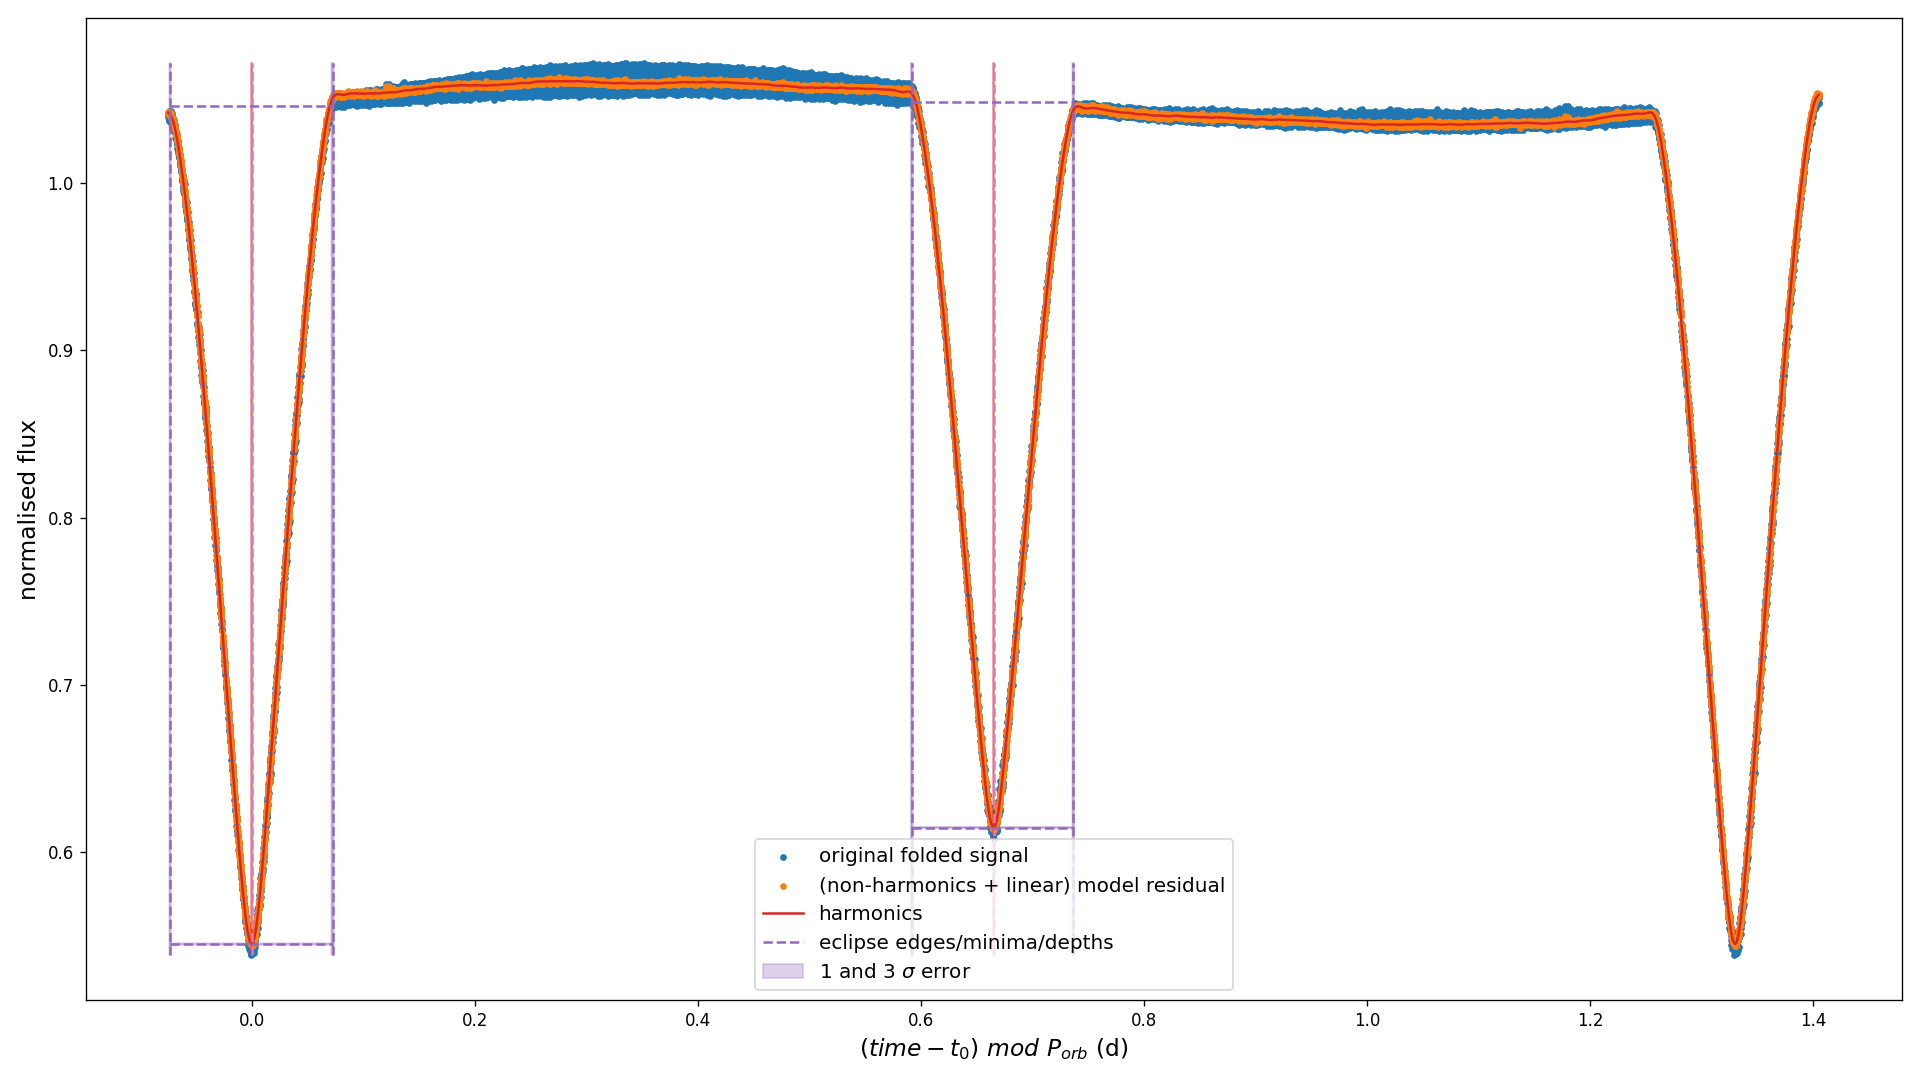 normalised flux
1.0
0.9
0.8
0.7
0.6
original folded signal
(non-harmonics + linear) model residual
harmonics
eclipse edges/minima/depths
1 and 3 σ error
0.0 0.2 0.4 0.6 0.8 1.0 1.2 1.4
(time − t₀) mod Pₒᵣb (d)